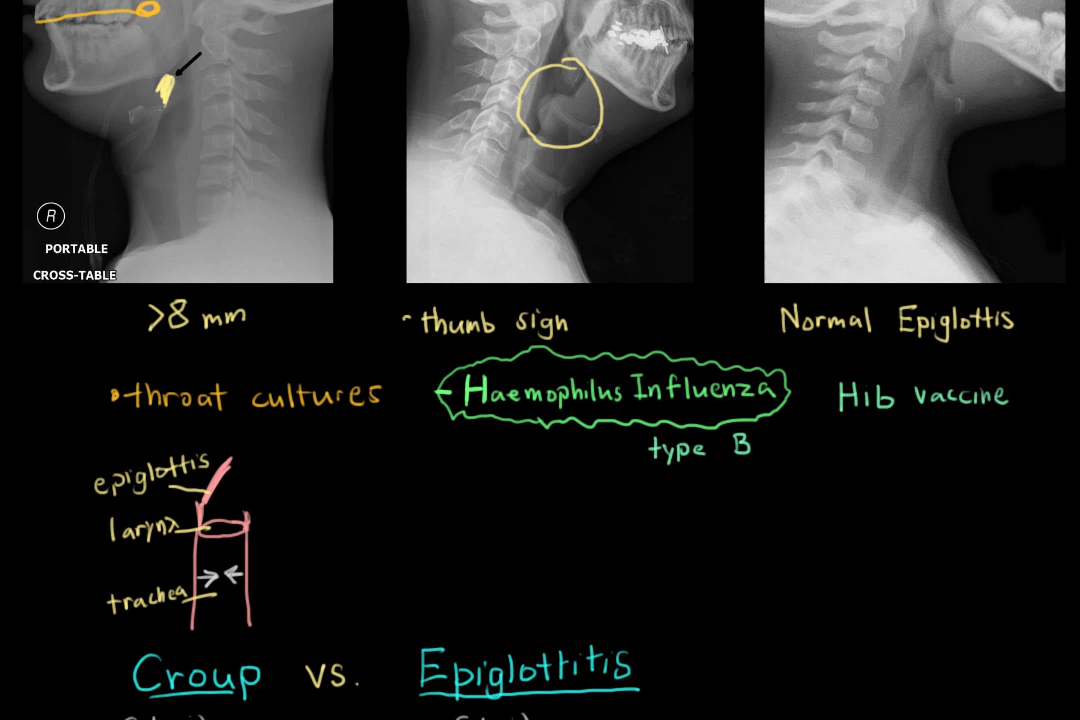 R
PORTABLE
CROSS-TABLE
>8 mm
- thumb sign
Normal Epiglottis
• throat cultures
- Haemophilus Influenza
type B
Hib vaccine
epiglottis
larynx
trachea
Croup vs. Epiglottitis